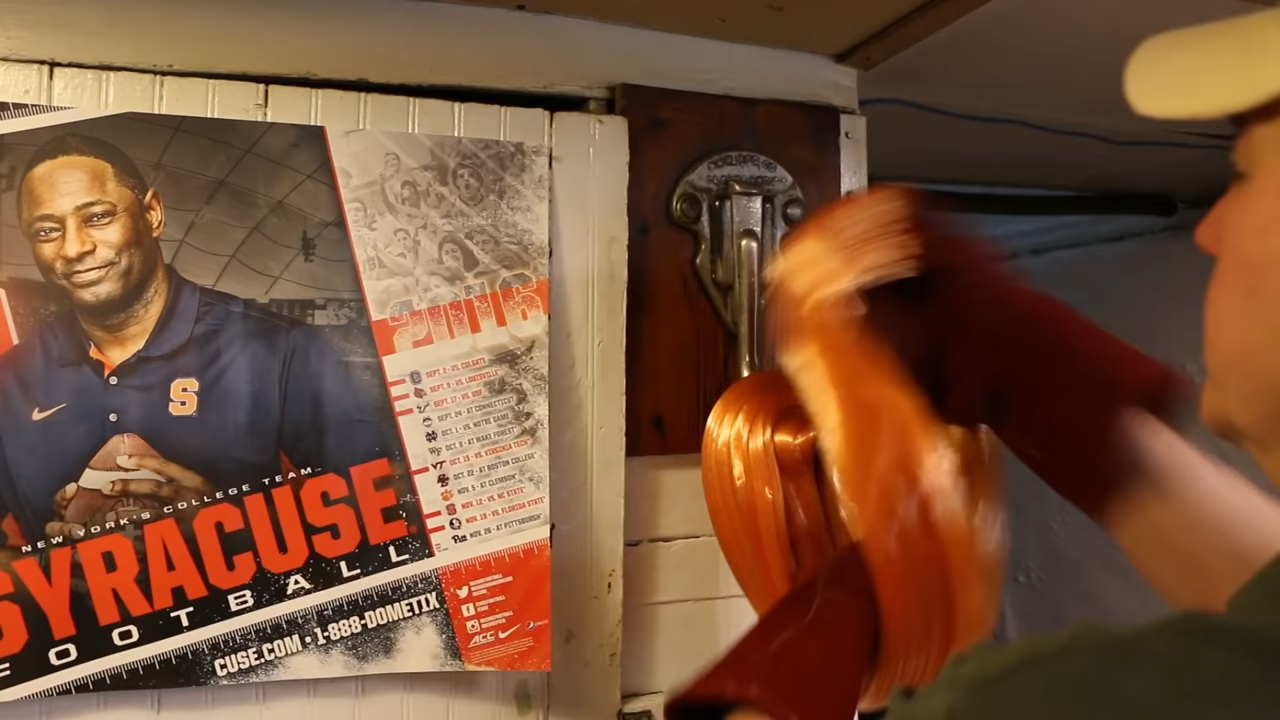 2016
SEPT. 2 • VS. COLGATE
SEPT. 9 • VS. LOUISVILLE
SEPT. 17 • VS. USF
SEPT. 24 • AT CONNECTICUT
OCT. 1 • VS. NOTRE DAME
OCT. 8 • AT WAKE FOREST
OCT. 15 • VS. VIRGINIA TECH
OCT. 22 • AT BOSTON COLLEGE
NOV. 5 • AT CLEMSON
NOV. 12 • VS. NC STATE
NOV. 19 • VS. FLORIDA STATE
Pitt NOV. 26 • AT PITTSBURGH
S
NEW YORK'S COLLEGE TEAM
SYRACUSE
FOOTBALL
CUSE.COM • 1-888-DOMETIX
ACC